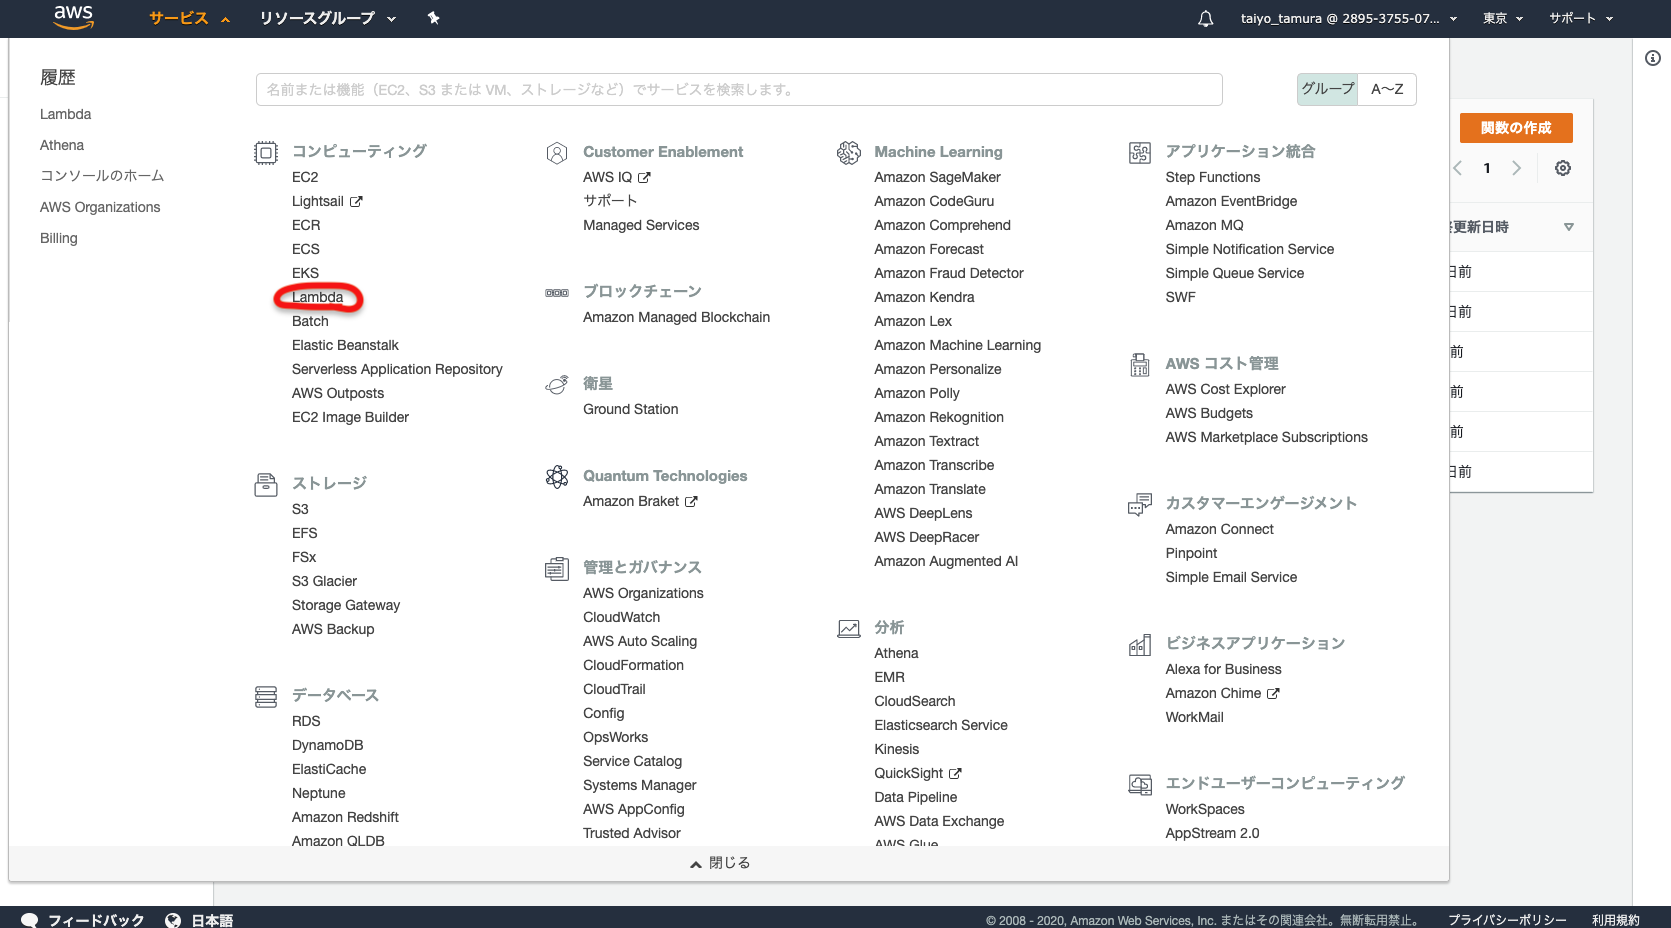 aws
サービス
リソースグループ
taiyo_tamura @ 2895-3755-07...
東京
サポート
履歴
Lambda
Athena
コンソールのホーム
AWS Organizations
Billing
名前または機能（EC2、S3 または VM、ストレージなど）でサービスを検索します。
グループ
A〜Z
コンピューティング
EC2
Lightsail
ECR
ECS
EKS
Lambda
Batch
Elastic Beanstalk
Serverless Application Repository
AWS Outposts
EC2 Image Builder
ストレージ
S3
EFS
FSx
S3 Glacier
Storage Gateway
AWS Backup
データベース
RDS
DynamoDB
ElastiCache
Neptune
Amazon Redshift
Amazon QLDB
Customer Enablement
AWS IQ
サポート
Managed Services
ブロックチェーン
Amazon Managed Blockchain
衛星
Ground Station
Quantum Technologies
Amazon Braket
管理とガバナンス
AWS Organizations
CloudWatch
AWS Auto Scaling
CloudFormation
CloudTrail
Config
OpsWorks
Service Catalog
Systems Manager
AWS AppConfig
Trusted Advisor
Machine Learning
Amazon SageMaker
Amazon CodeGuru
Amazon Comprehend
Amazon Forecast
Amazon Fraud Detector
Amazon Kendra
Amazon Lex
Amazon Machine Learning
Amazon Personalize
Amazon Polly
Amazon Rekognition
Amazon Textract
Amazon Transcribe
Amazon Translate
AWS DeepLens
AWS DeepRacer
Amazon Augmented AI
分析
Athena
EMR
CloudSearch
Elasticsearch Service
Kinesis
QuickSight
Data Pipeline
AWS Data Exchange
AWS Glue
アプリケーション統合
Step Functions
Amazon EventBridge
Amazon MQ
Simple Notification Service
Simple Queue Service
SWF
AWS コスト管理
AWS Cost Explorer
AWS Budgets
AWS Marketplace Subscriptions
カスタマーエンゲージメント
Amazon Connect
Pinpoint
Simple Email Service
ビジネスアプリケーション
Alexa for Business
Amazon Chime
WorkMail
エンドユーザーコンピューティング
WorkSpaces
AppStream 2.0
関数の作成
1
更新日時
日前
日前
前
前
前
日前
閉じる
フィードバック
日本語
© 2008 - 2020, Amazon Web Services, Inc. またはその関連会社。無断転用禁止。
プライバシーポリシー
利用規約